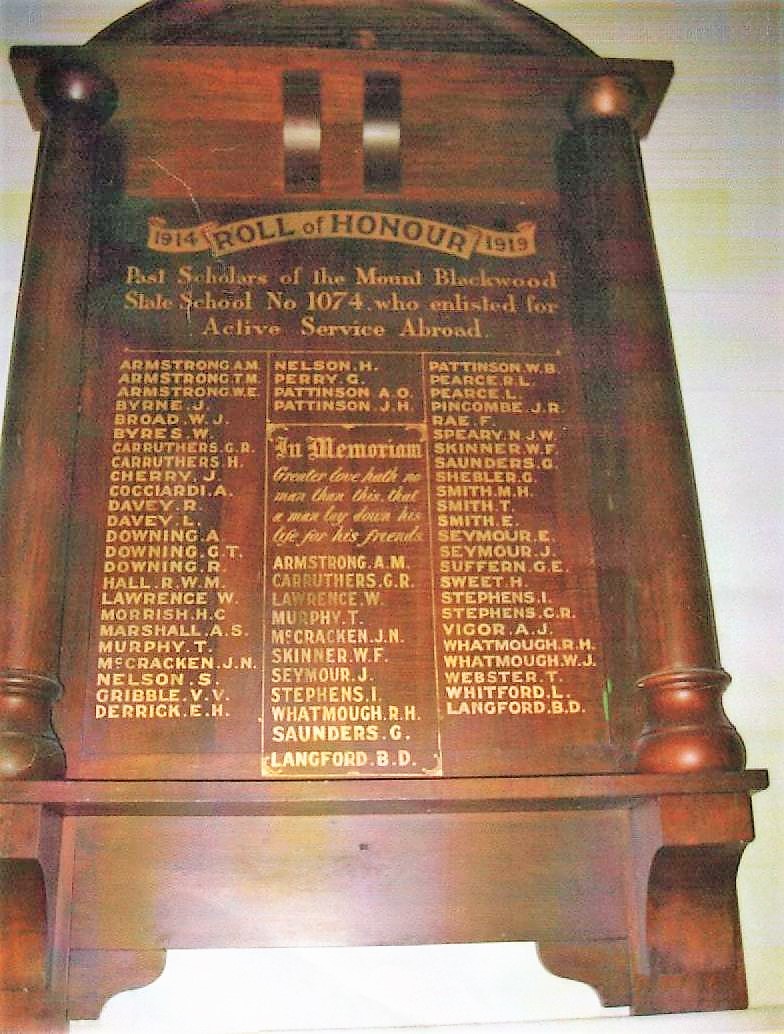 1914 ROLL of HONOUR 1919
Past Scholars of the Mount Blackwood
State School No 1074. who enlisted for
Active Service Abroad.
ARMSTRONG.A.M.
ARMSTRONG.T.M.
ARMSTRONG.W.E.
BYRNE.J.
BROAD.W.J.
BYRES.W.
CARRUTHERS.G.R.
CARRUTHERS.H.
CHERRY.J.
COCCIARDI.A.
DAVEY.R.
DAVEY.L.
DOWNING.A
DOWNING.G.T.
DOWNING.R.
HALL.R.W.M.
LAWRENCE W.
MORRISH.H.C
MARSHALL.A.S.
MURPHY.T.
McCRACKEN.J.N.
NELSON.S.
GRIBBLE.V.V.
DERRICK.E.H.
NELSON.H.
PERRY.G.
PATTINSON A.O.
PATTINSON.J.H.
In Memoriam
Greater love hath no
man than this, that
a man lay down his
life for his friends.
ARMSTRONG.A.M.
CARRUTHERS.G.R.
LAWRENCE.W.
MURPHY.T.
McCRACKEN.J.N.
SKINNER.W.F.
SEYMOUR.J.
STEPHENS.I.
WHATMOUGH.R.H.
SAUNDERS.G.
LANGFORD.B.D.
PATTINSON.W.B.
PEARCE.R.L.
PEARCE.L.
PINCOMBE.J.R.
RAE.F.
SPEARY.N.J.W.
SKINNER.W.F.
SAUNDERS.G.
SHEBLER.G.
SMITH.M.H.
SMITH.T.
SMITH.E.
SEYMOUR.E.
SEYMOUR.J.
SUFFERN.G.E.
SWEET.H.
STEPHENS.I.
STEPHENS.C.R.
VIGOR.A.J.
WHATMOUGH.R.H.
WHATMOUGH.W.J.
WEBSTER.T.
WHITFORD.L.
LANGFORD.B.D.